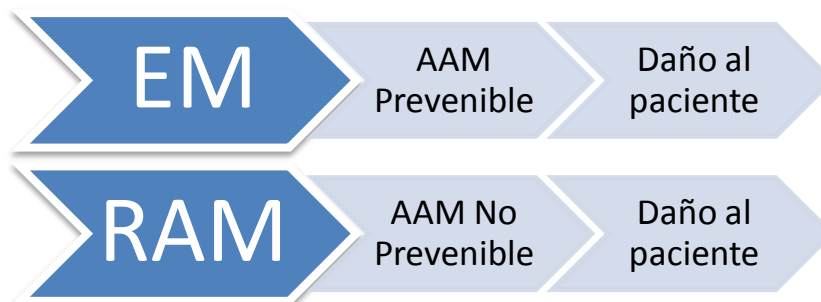 EM
AAM
Prevenible
Daño al
paciente
RAM
AAM No
Prevenible
Daño al
paciente